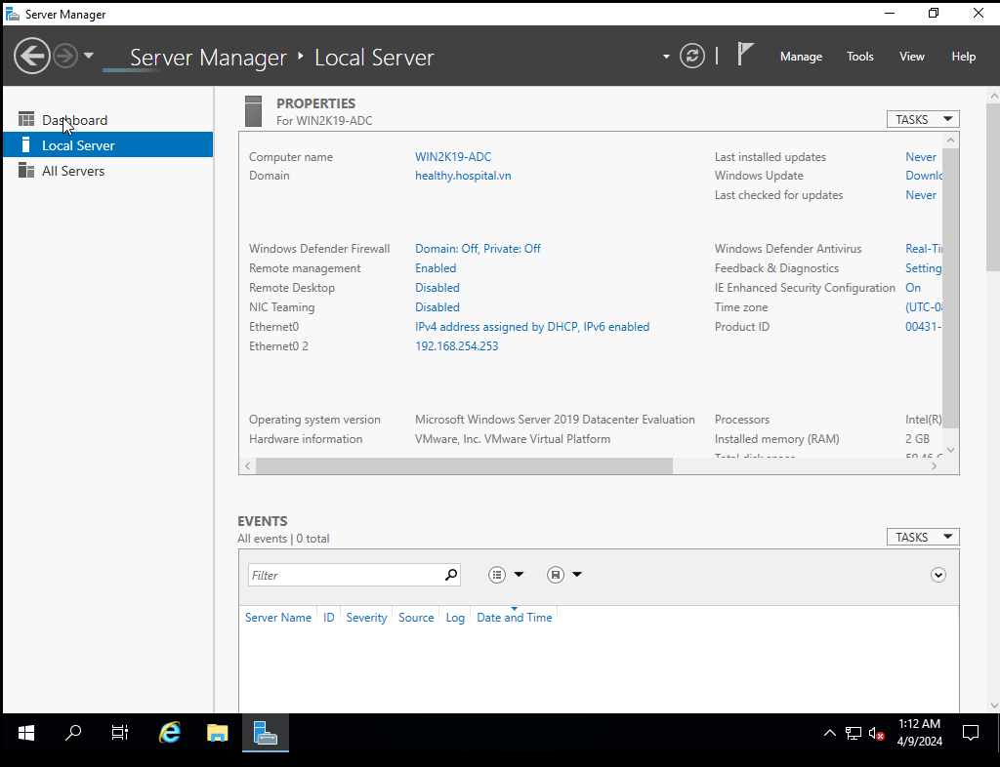 Server Manager
Server Manager ‣ Local Server
Manage Tools View Help
Dashboard
Local Server
All Servers
PROPERTIES
For WIN2K19-ADC
TASKS
Computer name WIN2K19-ADC Last installed updates Never
Domain healthy.hospital.vn Windows Update Downlo
Last checked for updates Never
Windows Defender Firewall Domain: Off, Private: Off Windows Defender Antivirus Real-Ti
Remote management Enabled Feedback & Diagnostics Setting
Remote Desktop Disabled IE Enhanced Security Configuration On
NIC Teaming Disabled Time zone (UTC-08
Ethernet0 IPv4 address assigned by DHCP, IPv6 enabled Product ID 00431-
Ethernet0 2 192.168.254.253
Operating system version Microsoft Windows Server 2019 Datacenter Evaluation Processors Intel(R)
Hardware information VMware, Inc. VMware Virtual Platform Installed memory (RAM) 2 GB
Total disk space 59.46 G
EVENTS
All events | 0 total
TASKS
Filter
Server Name ID Severity Source Log Date and Time
1:12 AM
4/9/2024